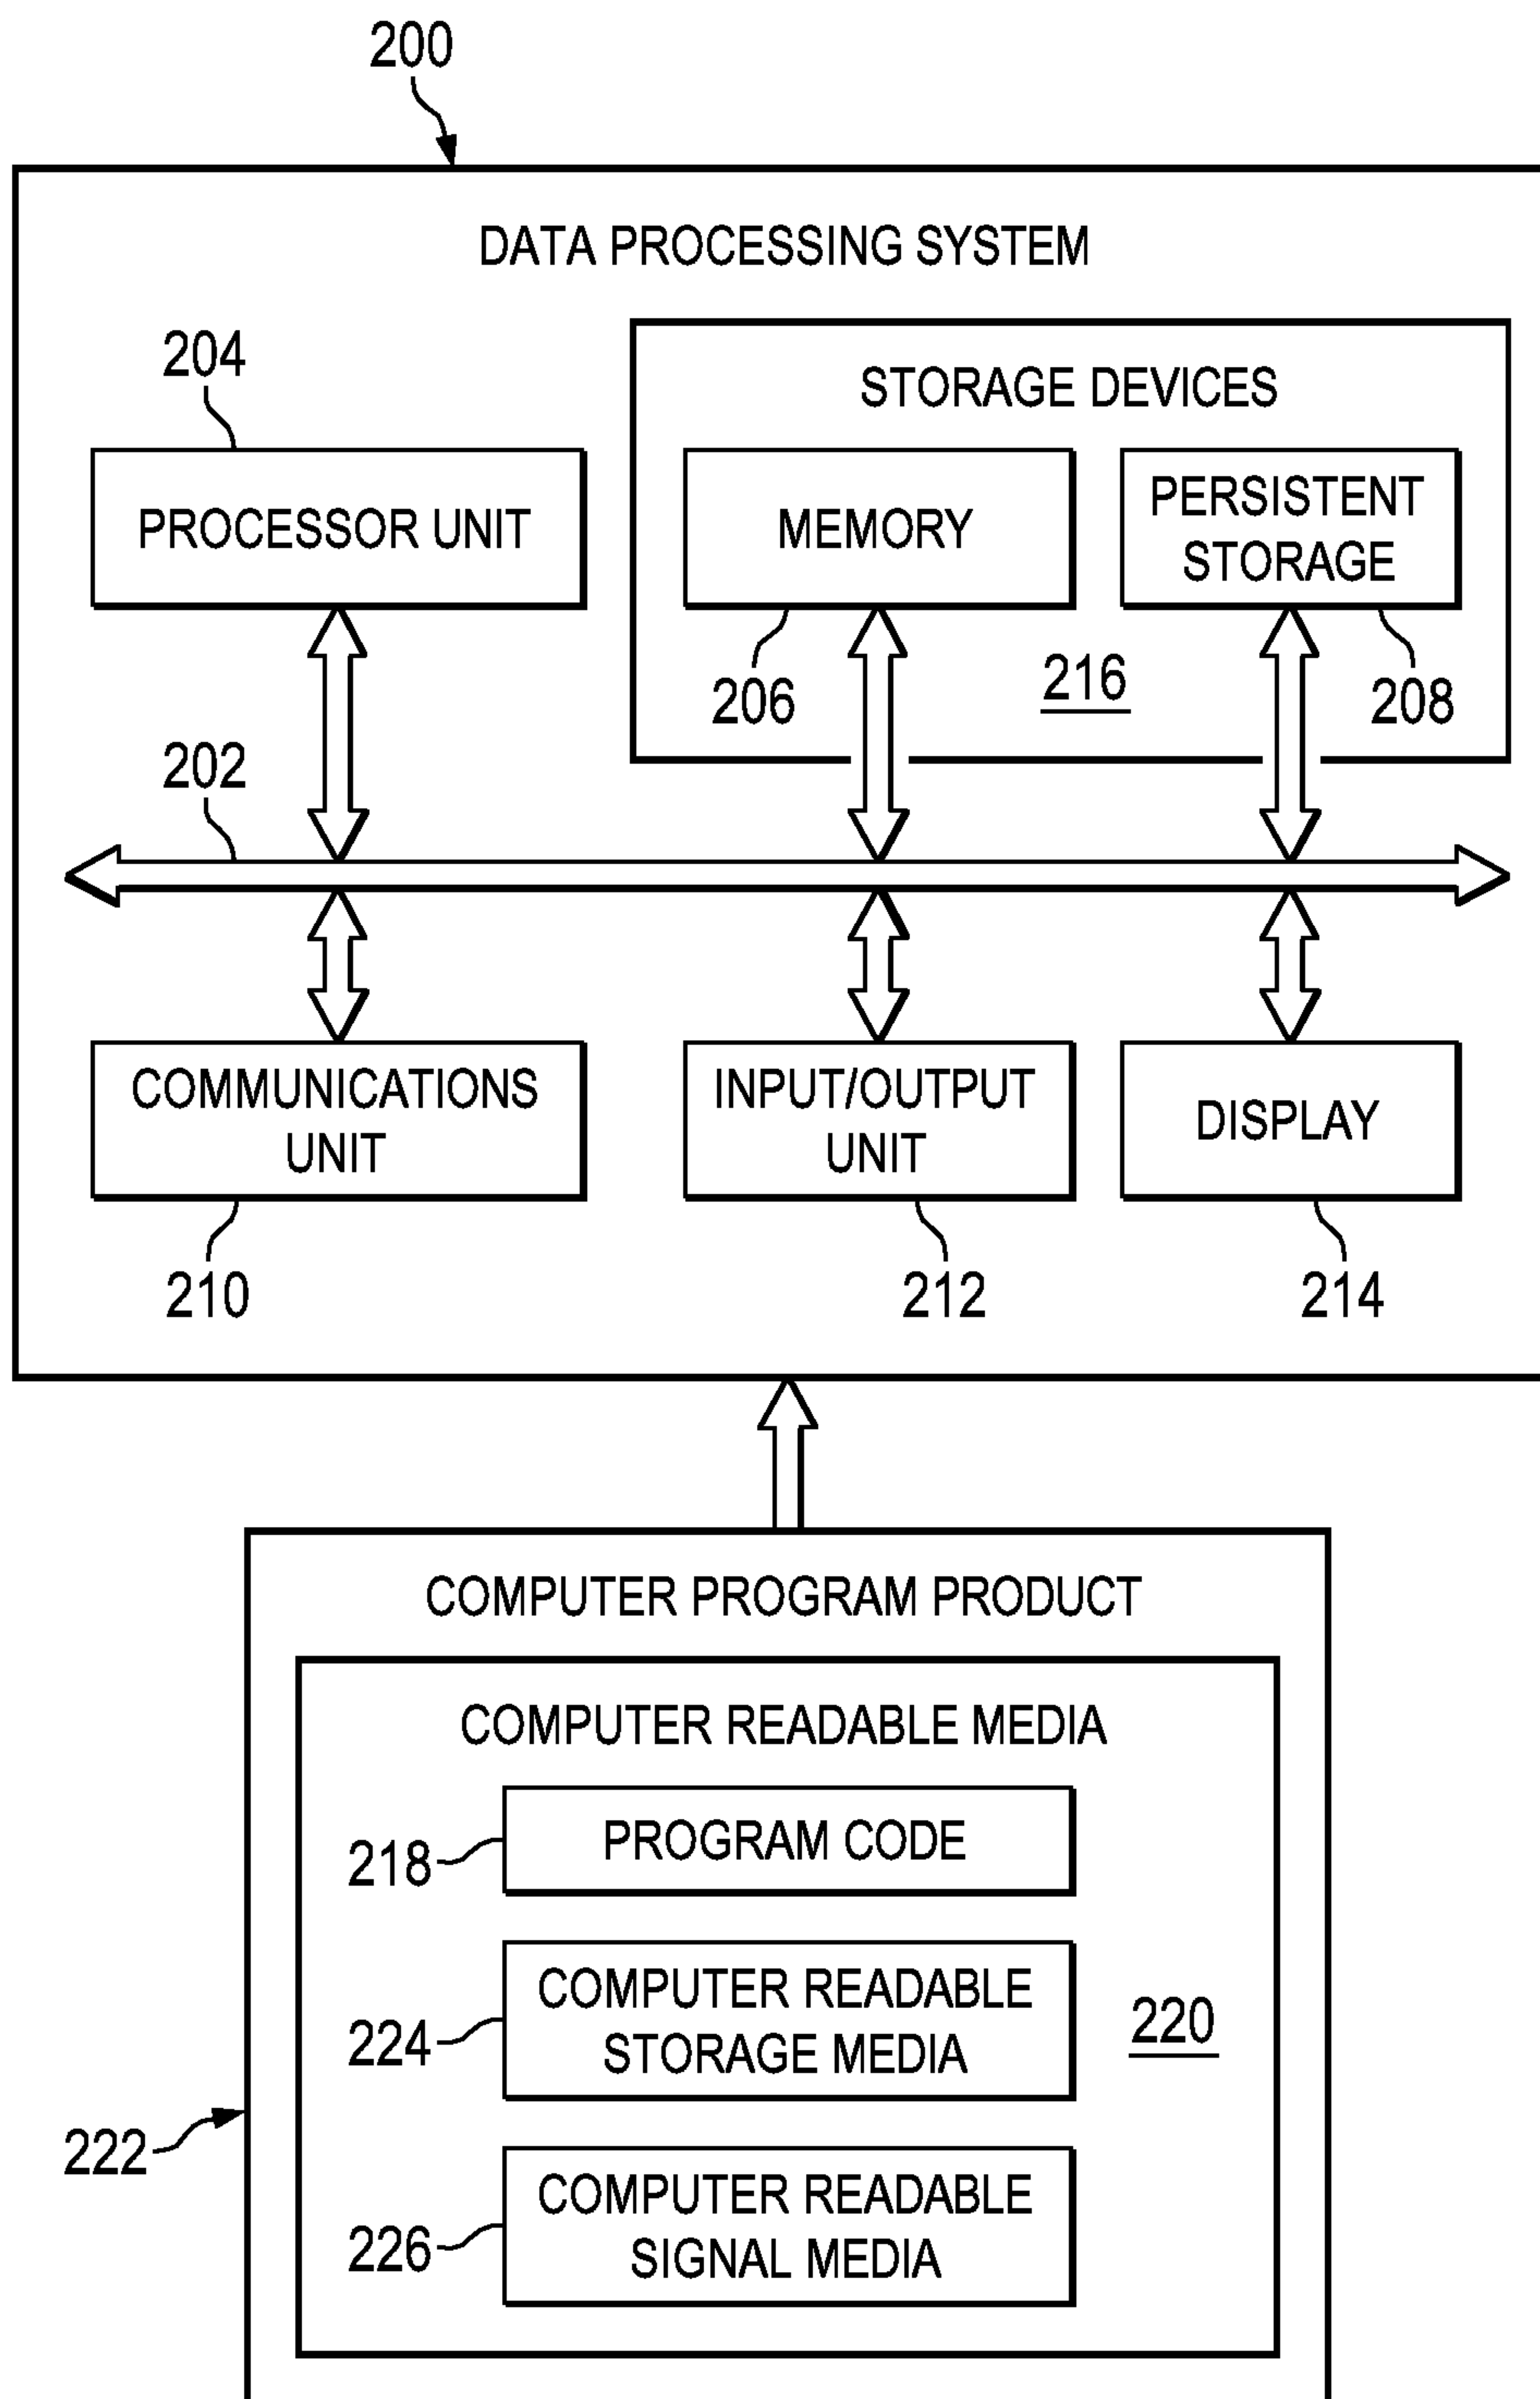 200
DATA PROCESSING SYSTEM
204
STORAGE DEVICES
PROCESSOR UNIT
MEMORY
PERSISTENT
STORAGE
206
216
208
202
COMMUNICATIONS
UNIT
INPUT/OUTPUT
UNIT
DISPLAY
210
212
214
COMPUTER PROGRAM PRODUCT
COMPUTER READABLE MEDIA
218
PROGRAM CODE
224
COMPUTER READABLE
STORAGE MEDIA
220
222
226
COMPUTER READABLE
SIGNAL MEDIA